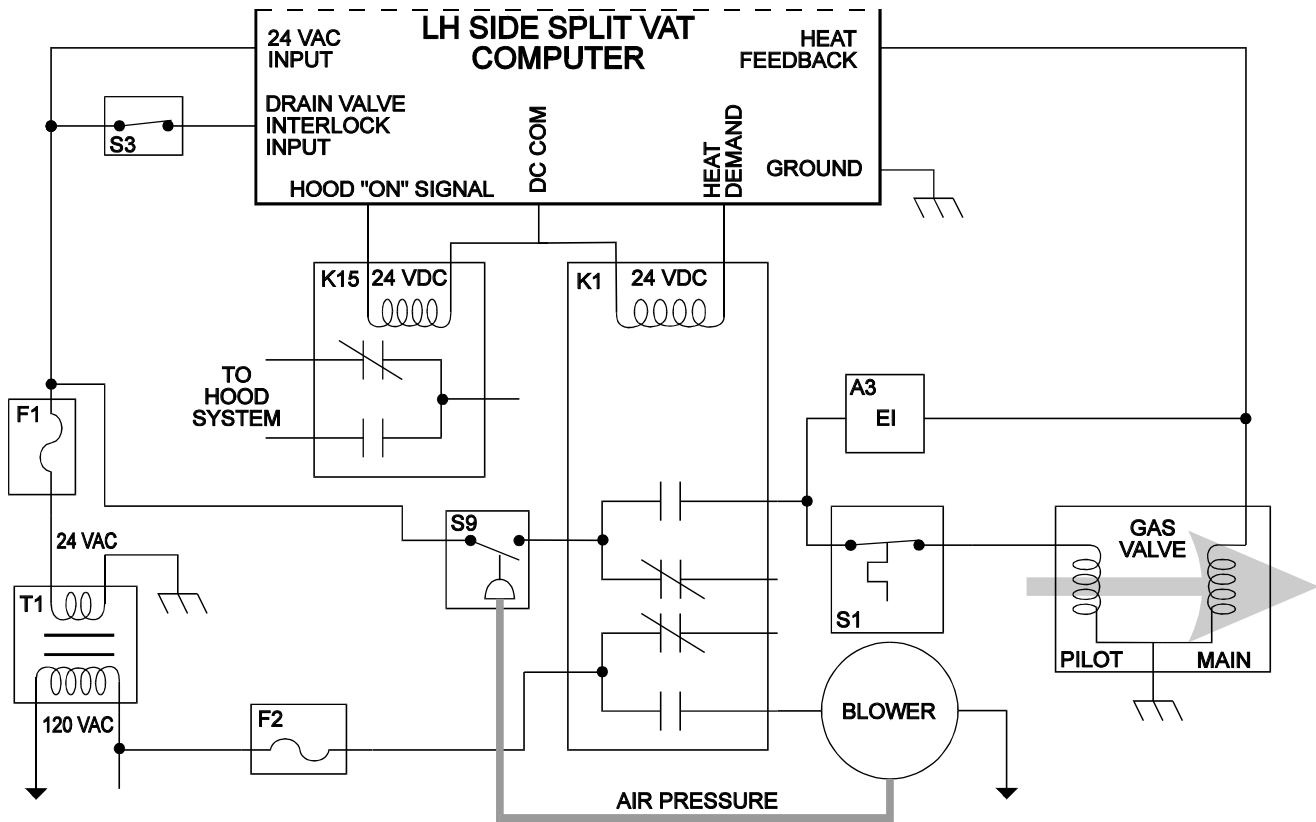 LH SIDE SPLIT VAT
COMPUTER
24 VAC
INPUT
HEAT
FEEDBACK
DRAIN VALVE
INTERLOCK
INPUT
S3
DC COM
HEAT
DEMAND
GROUND
HOOD "ON" SIGNAL
K15
24 VDC
K1
24 VDC
TO
HOOD
SYSTEM
F1
A3
EI
S9
GAS
VALVE
24 VAC
T1
S1
PILOT
MAIN
120 VAC
F2
BLOWER
AIR PRESSURE